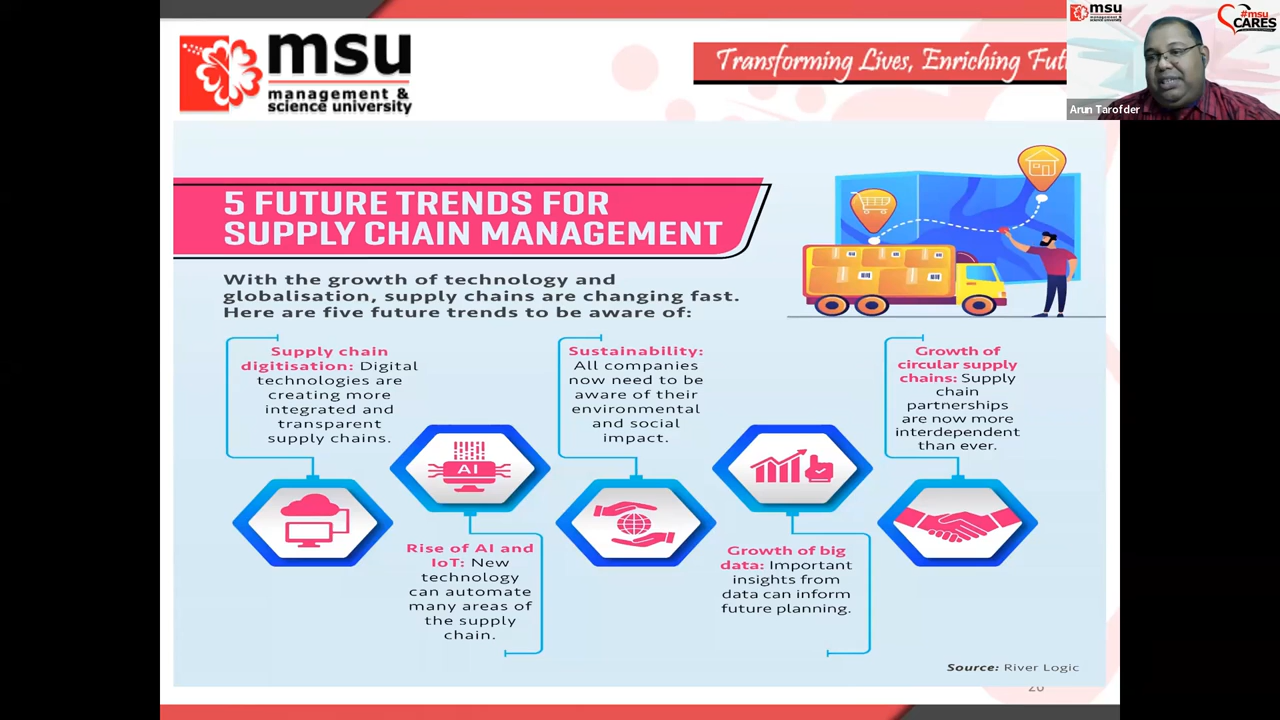 msu
management &
science university
Transforming Lives, Enriching
msu
management &
science university
#msu
CARES
Arun Tarofder
5 FUTURE TRENDS FOR
SUPPLY CHAIN MANAGEMENT
With the growth of technology and
globalisation, supply chains are changing fast.
Here are five future trends to be aware of:
Supply chain
digitisation: Digital
technologies are
creating more
integrated and
transparent
supply chains.
AI
Rise of AI and
IoT: New
technology
can automate
many areas of
the supply
chain.
Sustainability:
All companies
now need to be
aware of their
environmental
and social
impact.
Growth of big
data: Important
insights from
data can inform
future planning.
Growth of
circular supply
chains: Supply
chain
partnerships
are now more
interdependent
than ever.
Source: River Logic